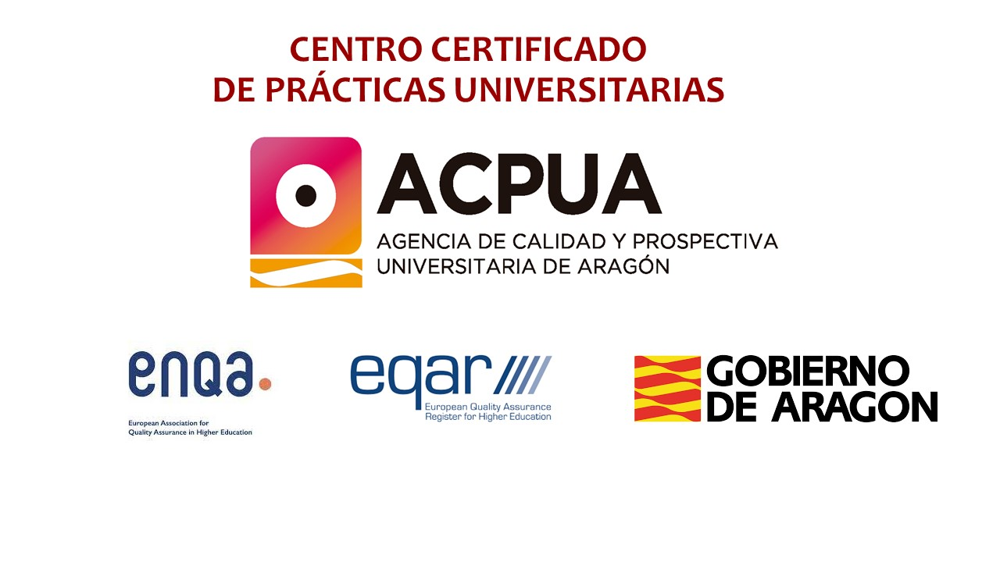 CENTRO CERTIFICADO
DE PRÁCTICAS UNIVERSITARIAS
ACPUA
AGENCIA DE CALIDAD Y PROSPECTIVA
UNIVERSITARIA DE ARAGÓN
enqa.
European Association for
Quality Assurance in Higher Education
eqar
European Quality Assurance
Register for Higher Education
GOBIERNO
DE ARAGON